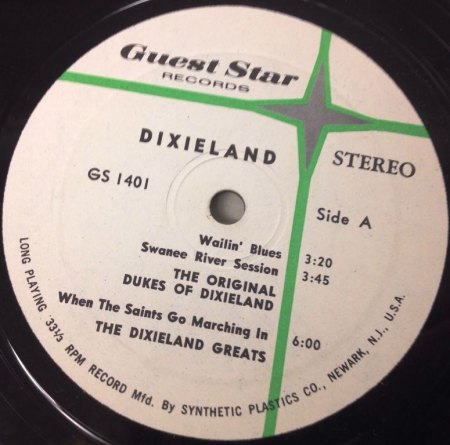 Guest Star
RECORDS
DIXIELAND
STEREO
GS 1401
Side A
Wailin' Blues 3:20
Swanee River Session 3:45
THE ORIGINAL
DUKES OF DIXIELAND
When The Saints Go Marching In 6:00
THE DIXIELAND GREATS
LONG PLAYING 33⅓ RPM RECORD Mfd. By SYNTHETIC PLASTICS CO., NEWARK, N.J., U.S.A.